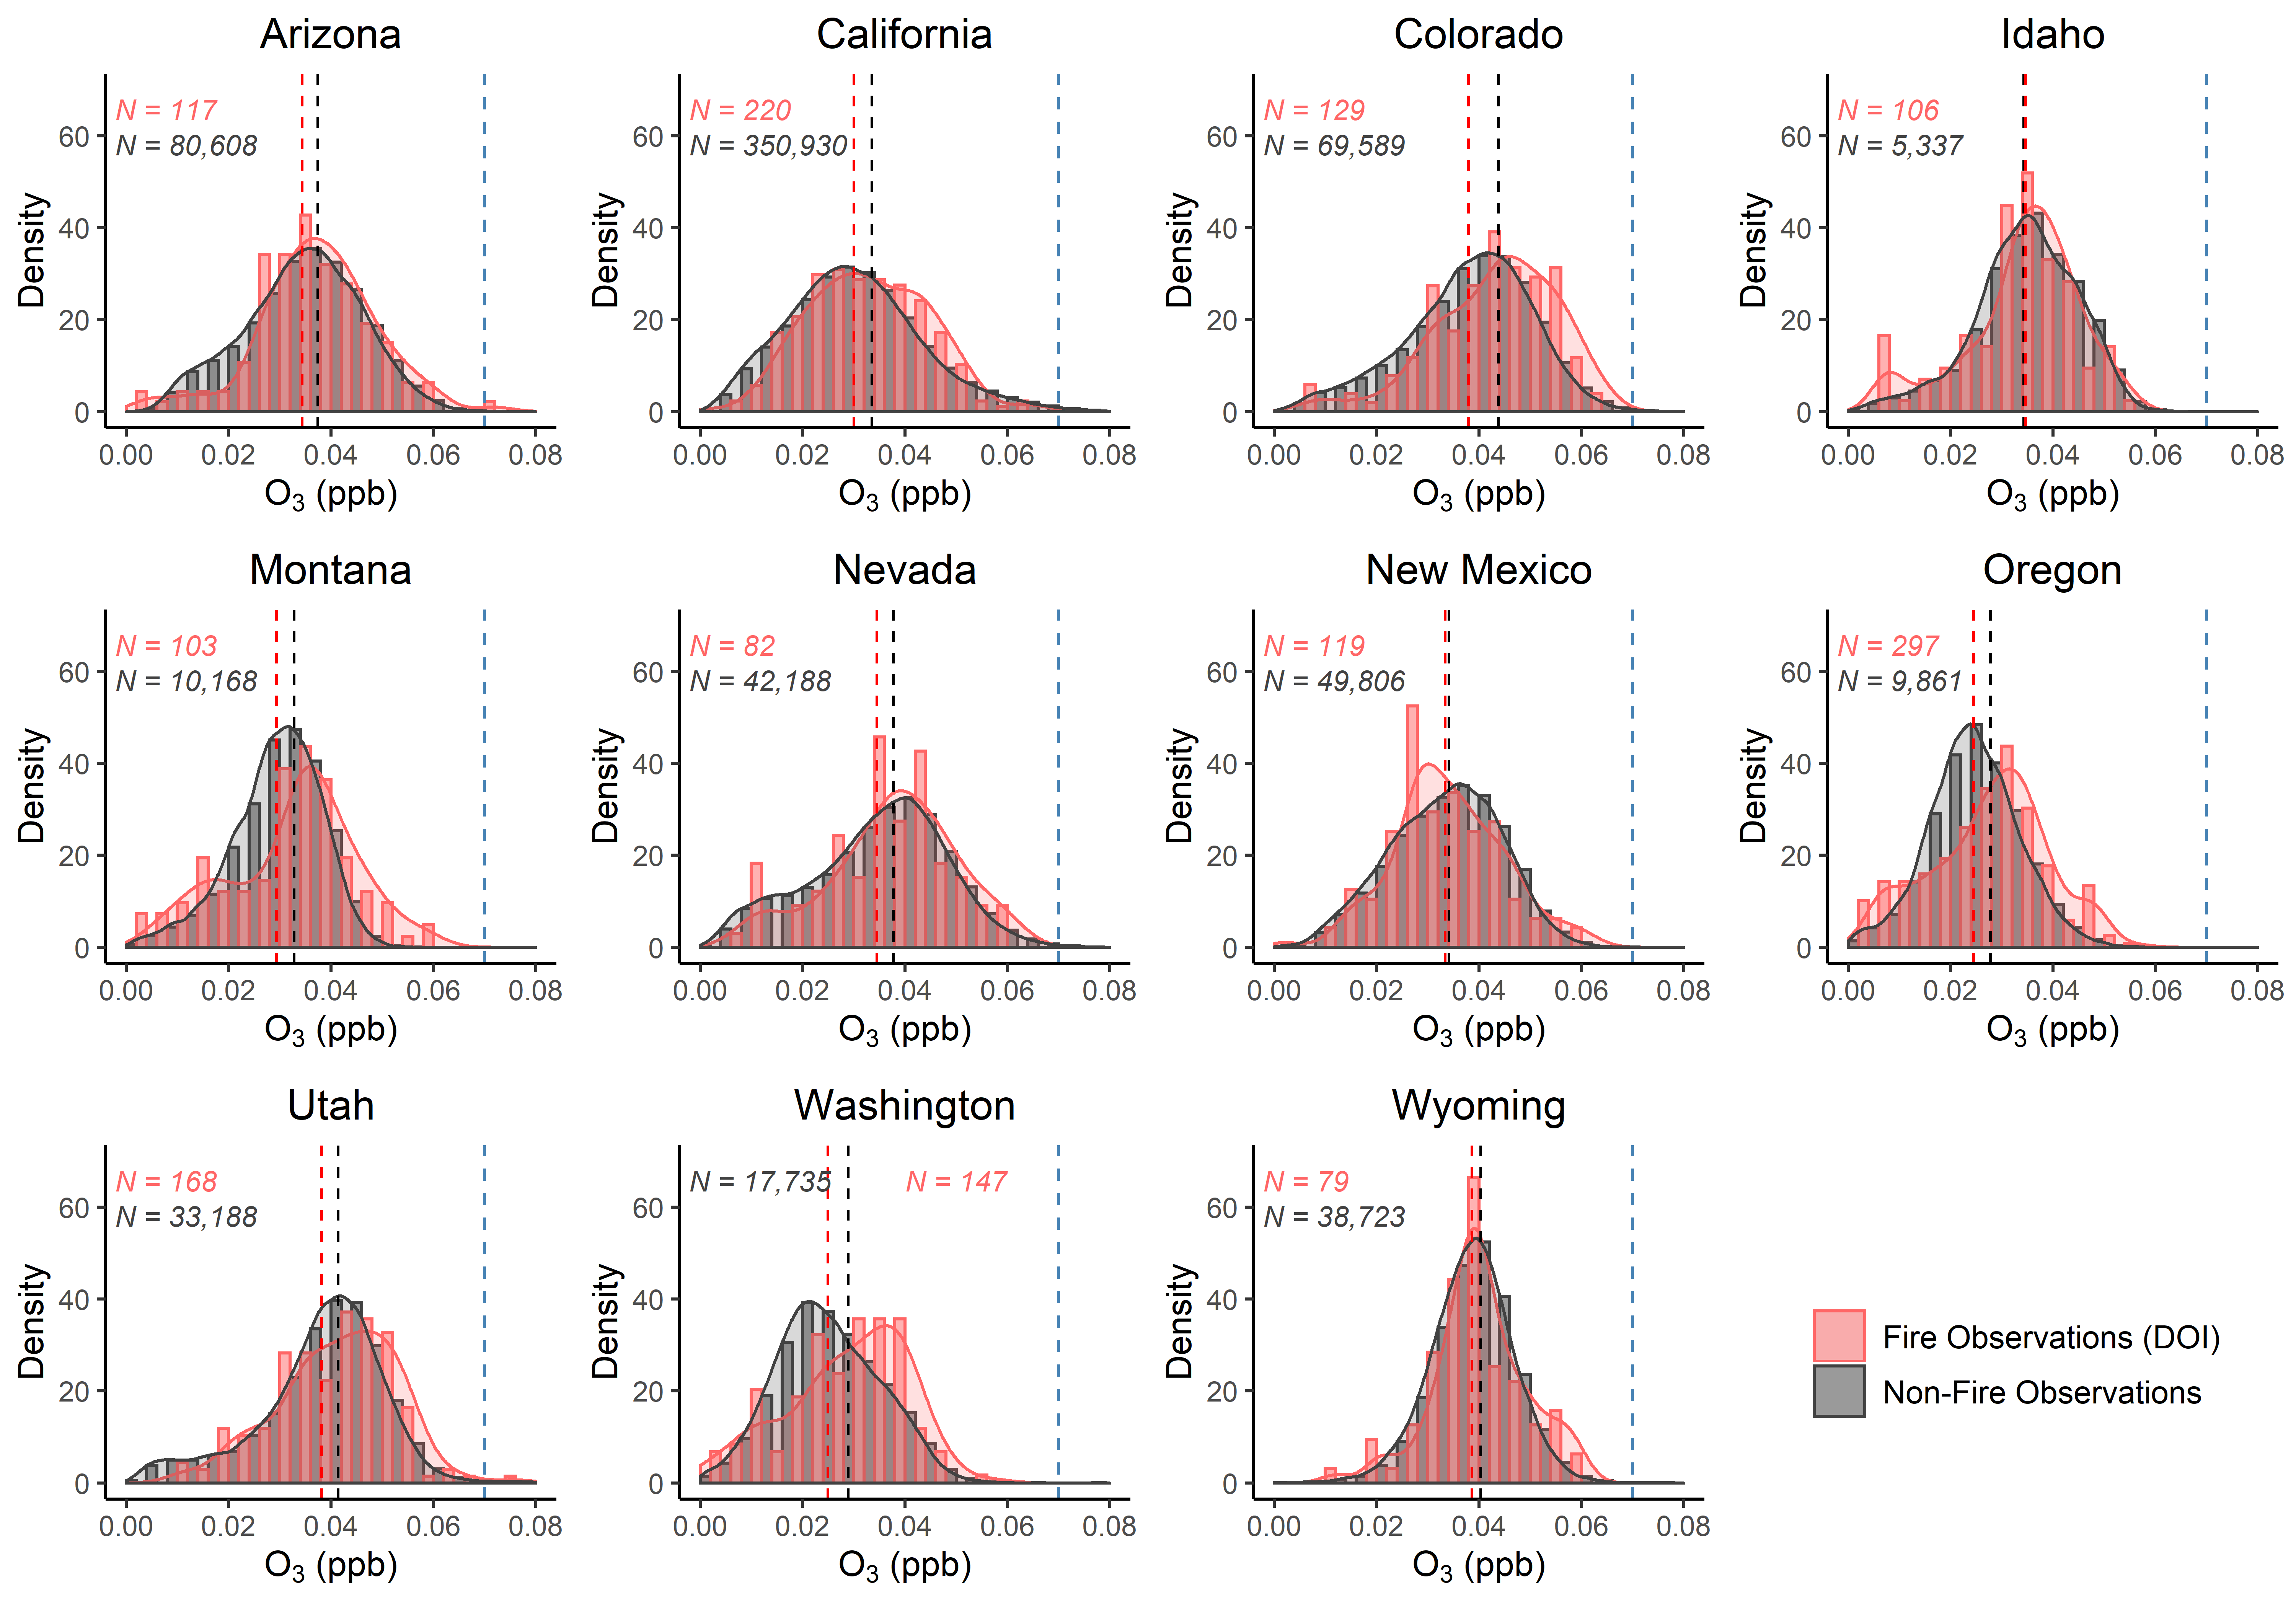 Arizona
N = 117
N = 80,608
60
40
20
0
Density
0.00 0.02 0.04 0.06 0.08
O₃ (ppb)
California
N = 220
N = 350,930
60
40
20
0
Density
0.00 0.02 0.04 0.06 0.08
O₃ (ppb)
Colorado
N = 129
N = 69,589
60
40
20
0
Density
0.00 0.02 0.04 0.06 0.08
O₃ (ppb)
Idaho
N = 106
N = 5,337
60
40
20
0
Density
0.00 0.02 0.04 0.06 0.08
O₃ (ppb)
Montana
N = 103
N = 10,168
60
40
20
0
Density
0.00 0.02 0.04 0.06 0.08
O₃ (ppb)
Nevada
N = 82
N = 42,188
60
40
20
0
Density
0.00 0.02 0.04 0.06 0.08
O₃ (ppb)
New Mexico
N = 119
N = 49,806
60
40
20
0
Density
0.00 0.02 0.04 0.06 0.08
O₃ (ppb)
Oregon
N = 297
N = 9,861
60
40
20
0
Density
0.00 0.02 0.04 0.06 0.08
O₃ (ppb)
Utah
N = 168
N = 33,188
60
40
20
0
Density
0.00 0.02 0.04 0.06 0.08
O₃ (ppb)
Washington
N = 17,735 N = 147
60
40
20
0
Density
0.00 0.02 0.04 0.06 0.08
O₃ (ppb)
Wyoming
N = 79
N = 38,723
60
40
20
0
Density
0.00 0.02 0.04 0.06 0.08
O₃ (ppb)
Fire Observations (DOI)
Non-Fire Observations